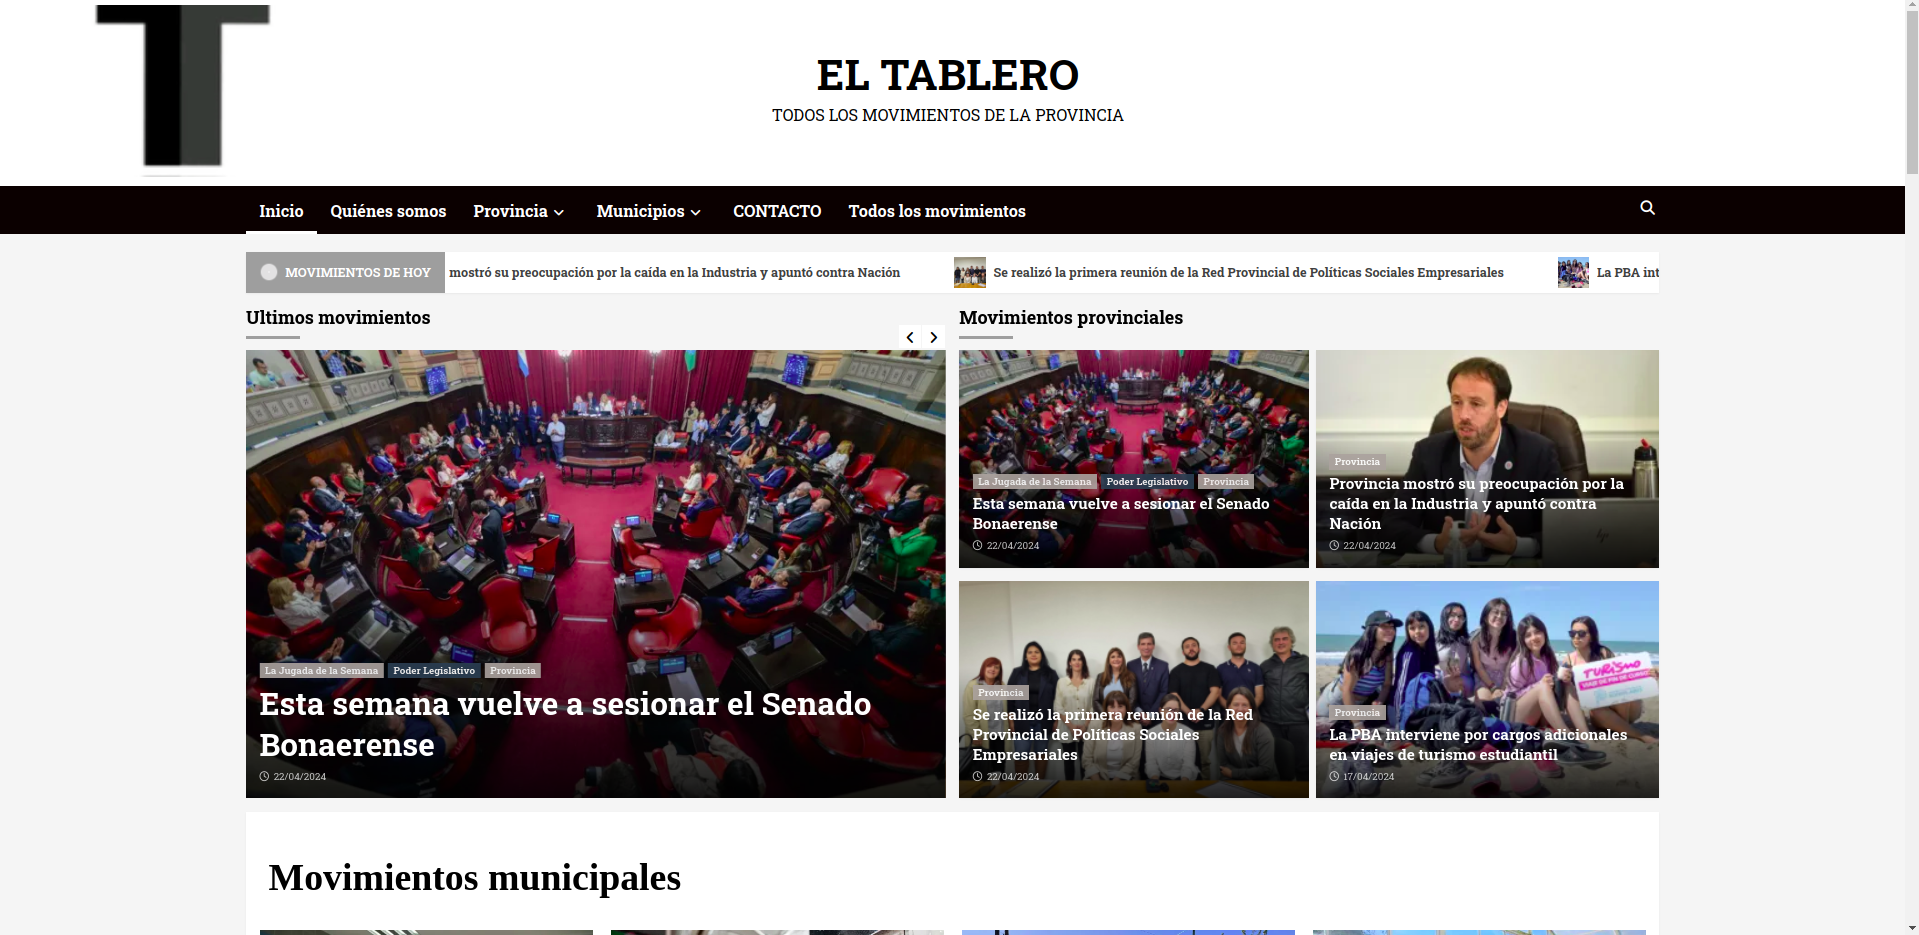 EL TABLERO
TODOS LOS MOVIMIENTOS DE LA PROVINCIA
Inicio
Quiénes somos
Provincia
Municipios
CONTACTO
Todos los movimientos
MOVIMIENTOS DE HOY
mostró su preocupación por la caída en la Industria y apuntó contra Nación
Se realizó la primera reunión de la Red Provincial de Políticas Sociales Empresariales
La PBA int
Ultimos movimientos
La Jugada de la Semana
Poder Legislativo
Provincia
Esta semana vuelve a sesionar el Senado
Bonaerense
22/04/2024
Movimientos provinciales
La Jugada de la Semana
Poder Legislativo
Provincia
Esta semana vuelve a sesionar el Senado
Bonaerense
22/04/2024
Provincia
Provincia mostró su preocupación por la
caída en la Industria y apuntó contra
Nación
22/04/2024
Provincia
Se realizó la primera reunión de la Red
Provincial de Políticas Sociales
Empresariales
22/04/2024
TURISMO
Provincia
La PBA interviene por cargos adicionales
en viajes de turismo estudiantil
17/04/2024
Movimientos municipales